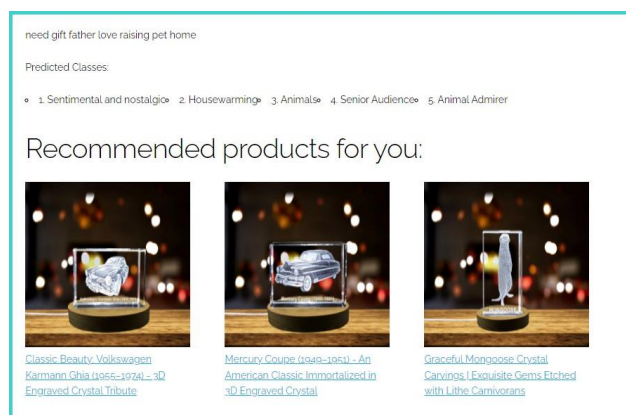 need gift father love raising pet home
Predicted Classes:
1. Sentimental and nostalgic 2. Housewarming 3. Animals 4. Senior Audience 5. Animal Admirer
Recommended products for you:
Classic Beauty: Volkswagen
Karmann Ghia (1955–1974) – 3D
Engraved Crystal Tribute
Mercury Coupe (1949–1951) - An
American Classic Immortalized in
3D Engraved Crystal
Graceful Mongoose Crystal
Carvings | Exquisite Gems Etched
with Lithe Carnivorans